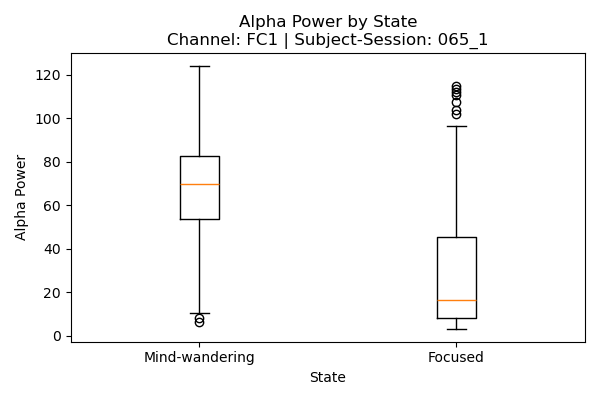 Alpha Power by State
Channel: FC1 | Subject-Session: 065_1
120
100
80
60
40
20
0
Alpha Power
Mind-wandering
Focused
State